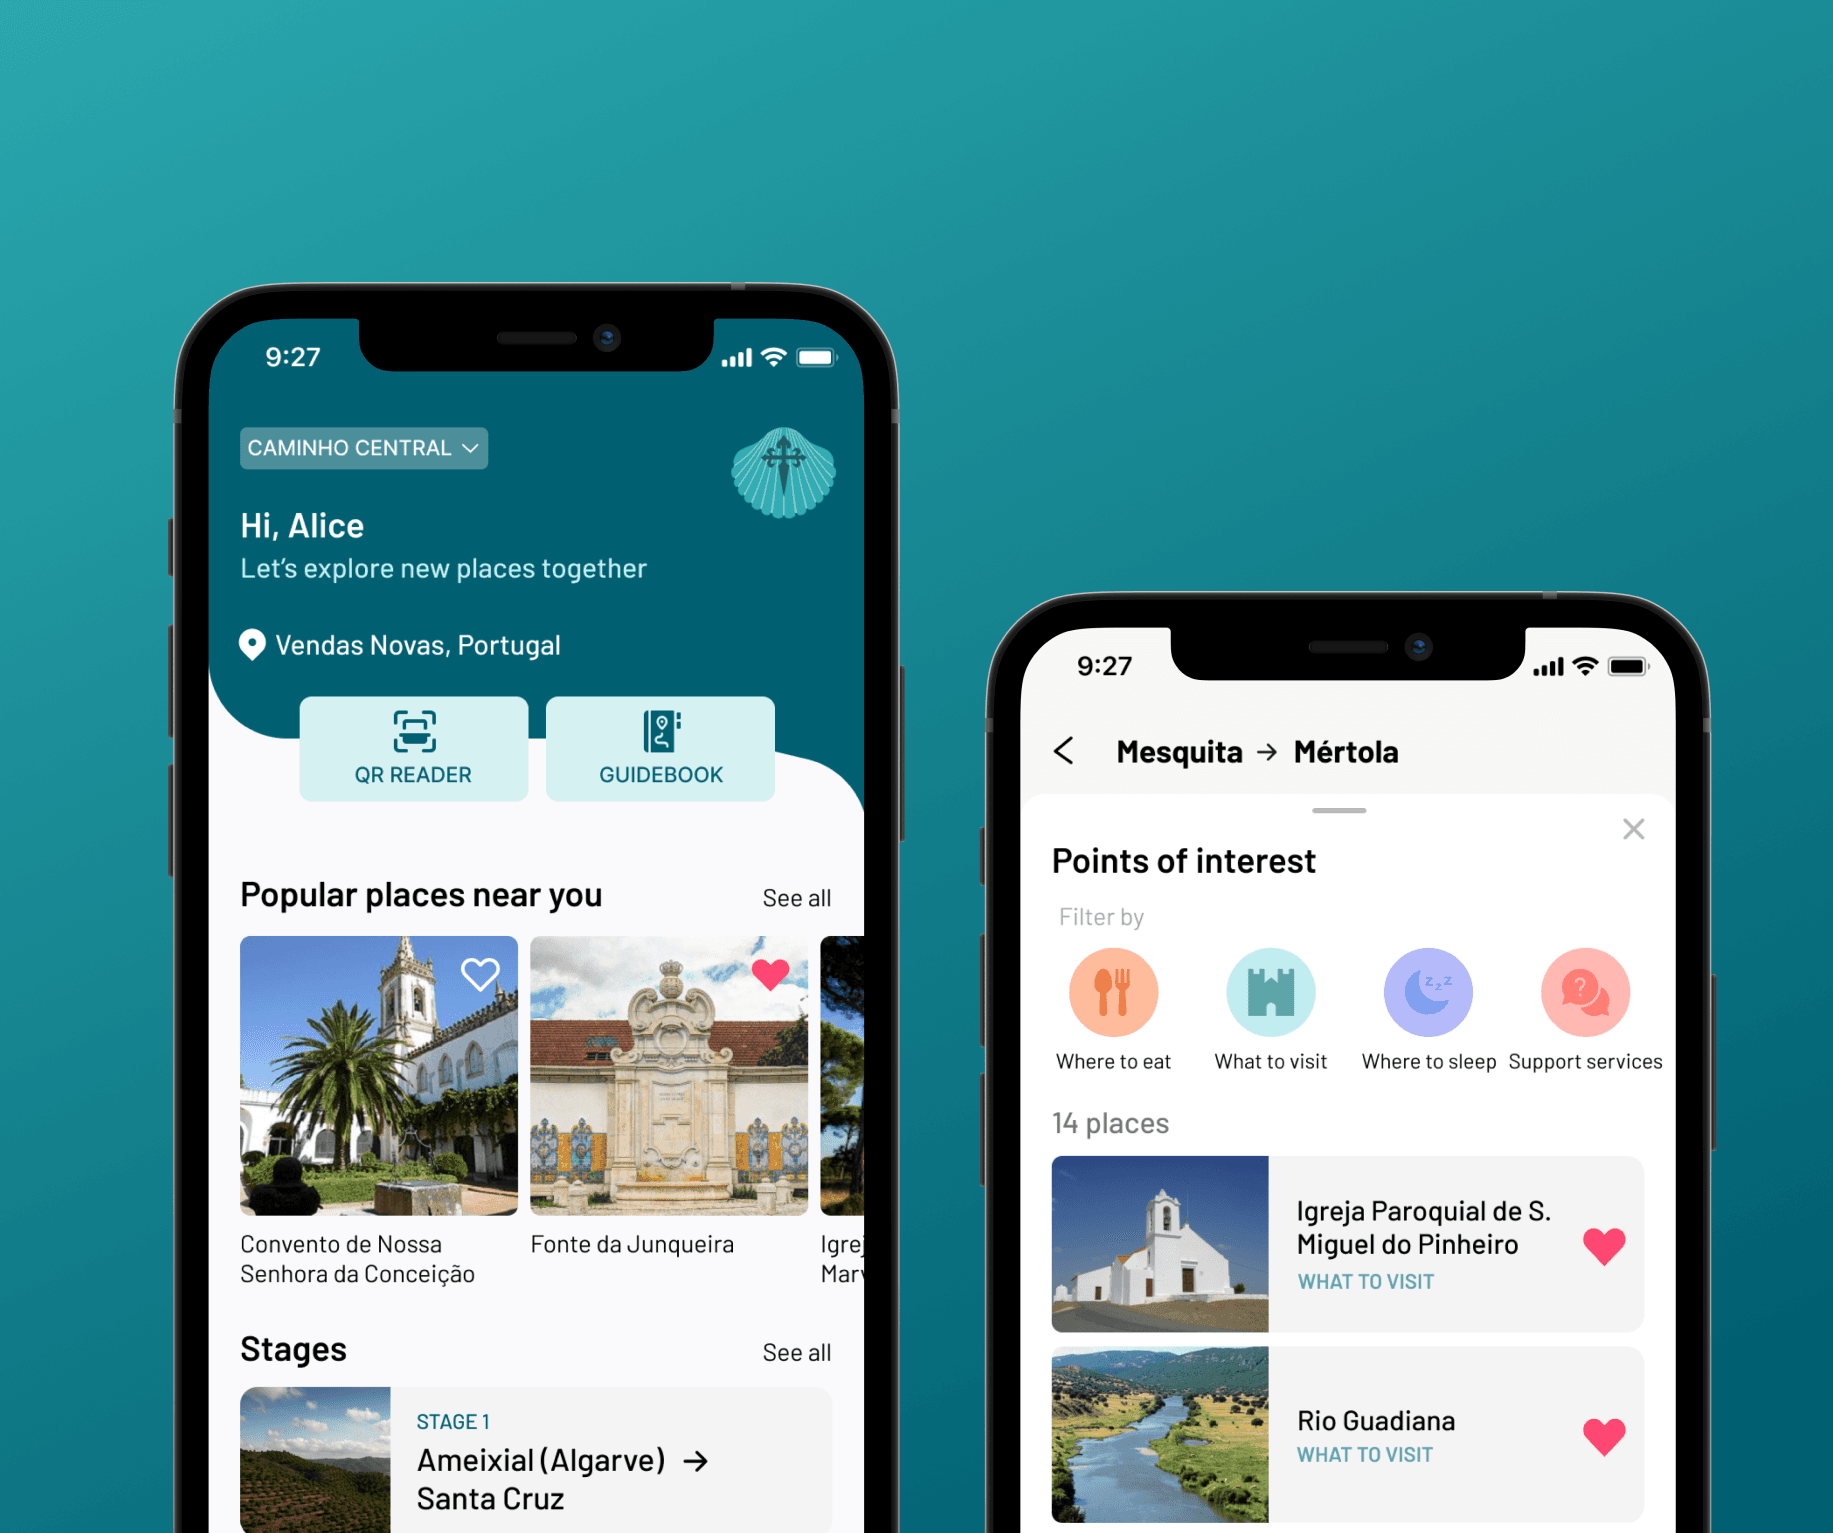 9:27
CAMINHO CENTRAL
Hi, Alice
Let's explore new places together
Vendas Novas, Portugal
QR READER
GUIDEBOOK
Popular places near you
See all
Convento de Nossa
Senhora da Conceição
Fonte da Junqueira
Igrej
Marv
Stages
See all
STAGE 1
Ameixial (Algarve) →
Santa Cruz
9:27
Mesquita → Mértola
Points of interest
Filter by
Where to eat
What to visit
Where to sleep
Support services
14 places
Igreja Paroquial de S.
Miguel do Pinheiro
WHAT TO VISIT
Rio Guadiana
WHAT TO VISIT